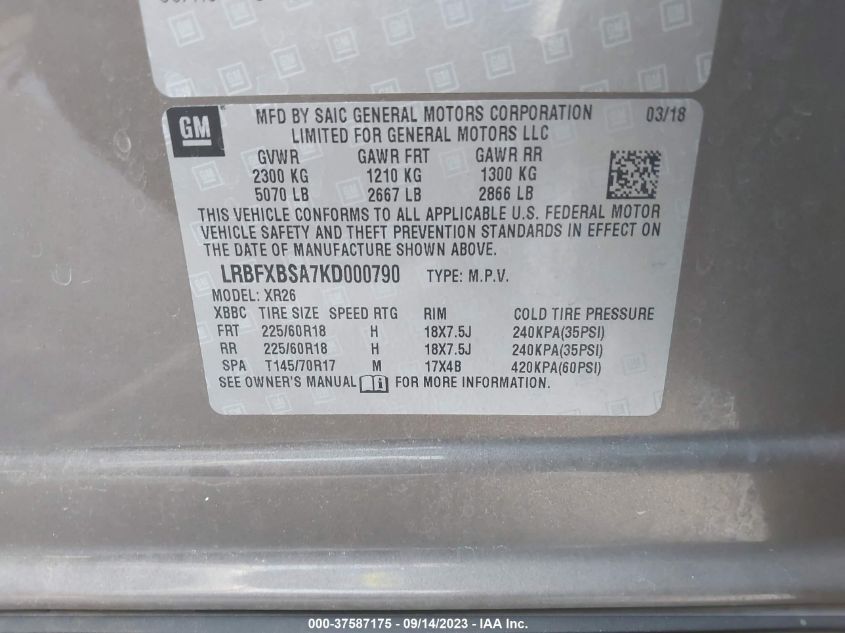 GM
MFD BY SAIC GENERAL MOTORS CORPORATION 03/18
LIMITED FOR GENERAL MOTORS LLC
GVWR GAWR FRT GAWR RR
2300 KG 1210 KG 1300 KG
5070 LB 2667 LB 2866 LB
THIS VEHICLE CONFORMS TO ALL APPLICABLE U.S. FEDERAL MOTOR
VEHICLE SAFETY AND THEFT PREVENTION STANDARDS IN EFFECT ON
THE DATE OF MANUFACTURE SHOWN ABOVE.
LRBFXBSA7KD000790 TYPE: M.P.V.
MODEL: XR26
XBBC TIRE SIZE SPEED RTG RIM COLD TIRE PRESSURE
FRT 225/60R18 H 18X7.5J 240KPA(35PSI)
RR 225/60R18 H 18X7.5J 240KPA(35PSI)
SPA T145/70R17 M 17X4B 420KPA(60PSI)
SEE OWNER'S MANUAL FOR MORE INFORMATION.
000-37587175 - 09/14/2023 - IAA Inc.